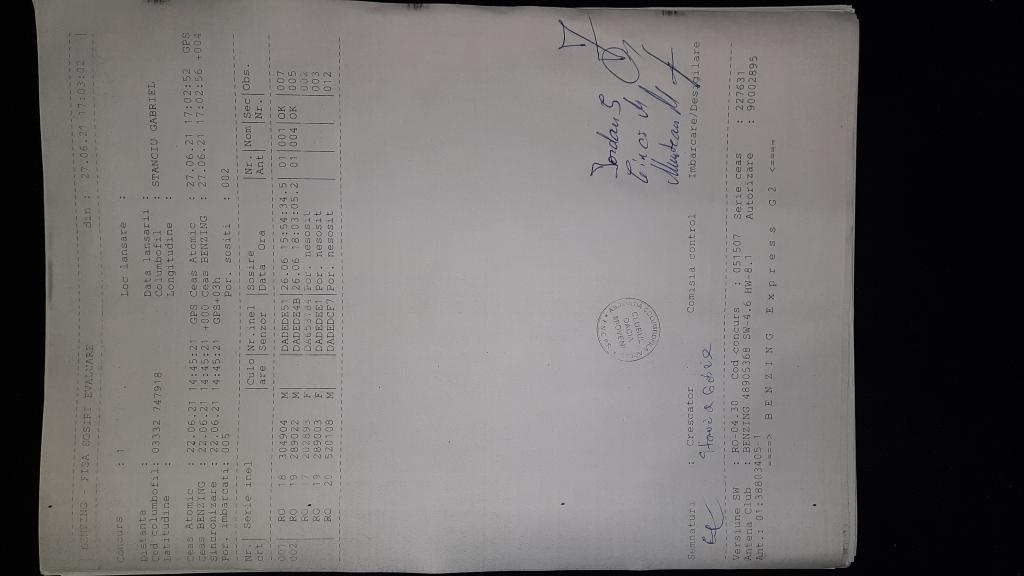 BENZING - FISA SOSIRI EVALUARE din : 27.06.21 17:03:02
Concurs : 1 Loc lansare :
Distanta : Data lansarii :
Cod columbofil: 03332 747918 Columbofil : STANCIU GABRIEL
Latitudine : Longitudine :
Ceas Atomic : 22.06.21 14:45:21 GPS Ceas Atomic : 27.06.21 17:02:52 GPS
Ceas BENZING : 22.06.21 14:45:21 +000 Ceas BENZING : 27.06.21 17:02:56 +004
Sincronizare : 22.06.21 14:45:21 GPS+03h
Por. imbarcati: 005 Por. sositi : 002
Nr| Serie inel |Culo|Nr.inel |Sosire |Nr. |Nom|Sec|Obs.
crt| |are |Senzor |Data Ora |Ant | |Nr.|
001 RO 18 304904 M DADEDE51 26.06 15:54:34.5 01 001 OK 007
002 RO 19 289022 M DADEDE4B 26.06 18:03:05.2 01 004 OK 005
RO 17 202893 F Por. nesosit 002
RO 19 289003 F DADEDEE1 Por. nesosit 003
RO 20 520108 M DADEDCF7 Por. nesosit 012
Semnaturi : Crescator Comisia control Imbarcare/Desigilare
Versiune SW : RO-04.30 Cod concurs : 051507 Serie ceas : 227631
Antena Club : BENZING 48905368 SW-4.6 HW-8.1 Autorizare : 90002895
Ant.: 01:38803405-1
====> BENZING Express G2 <====